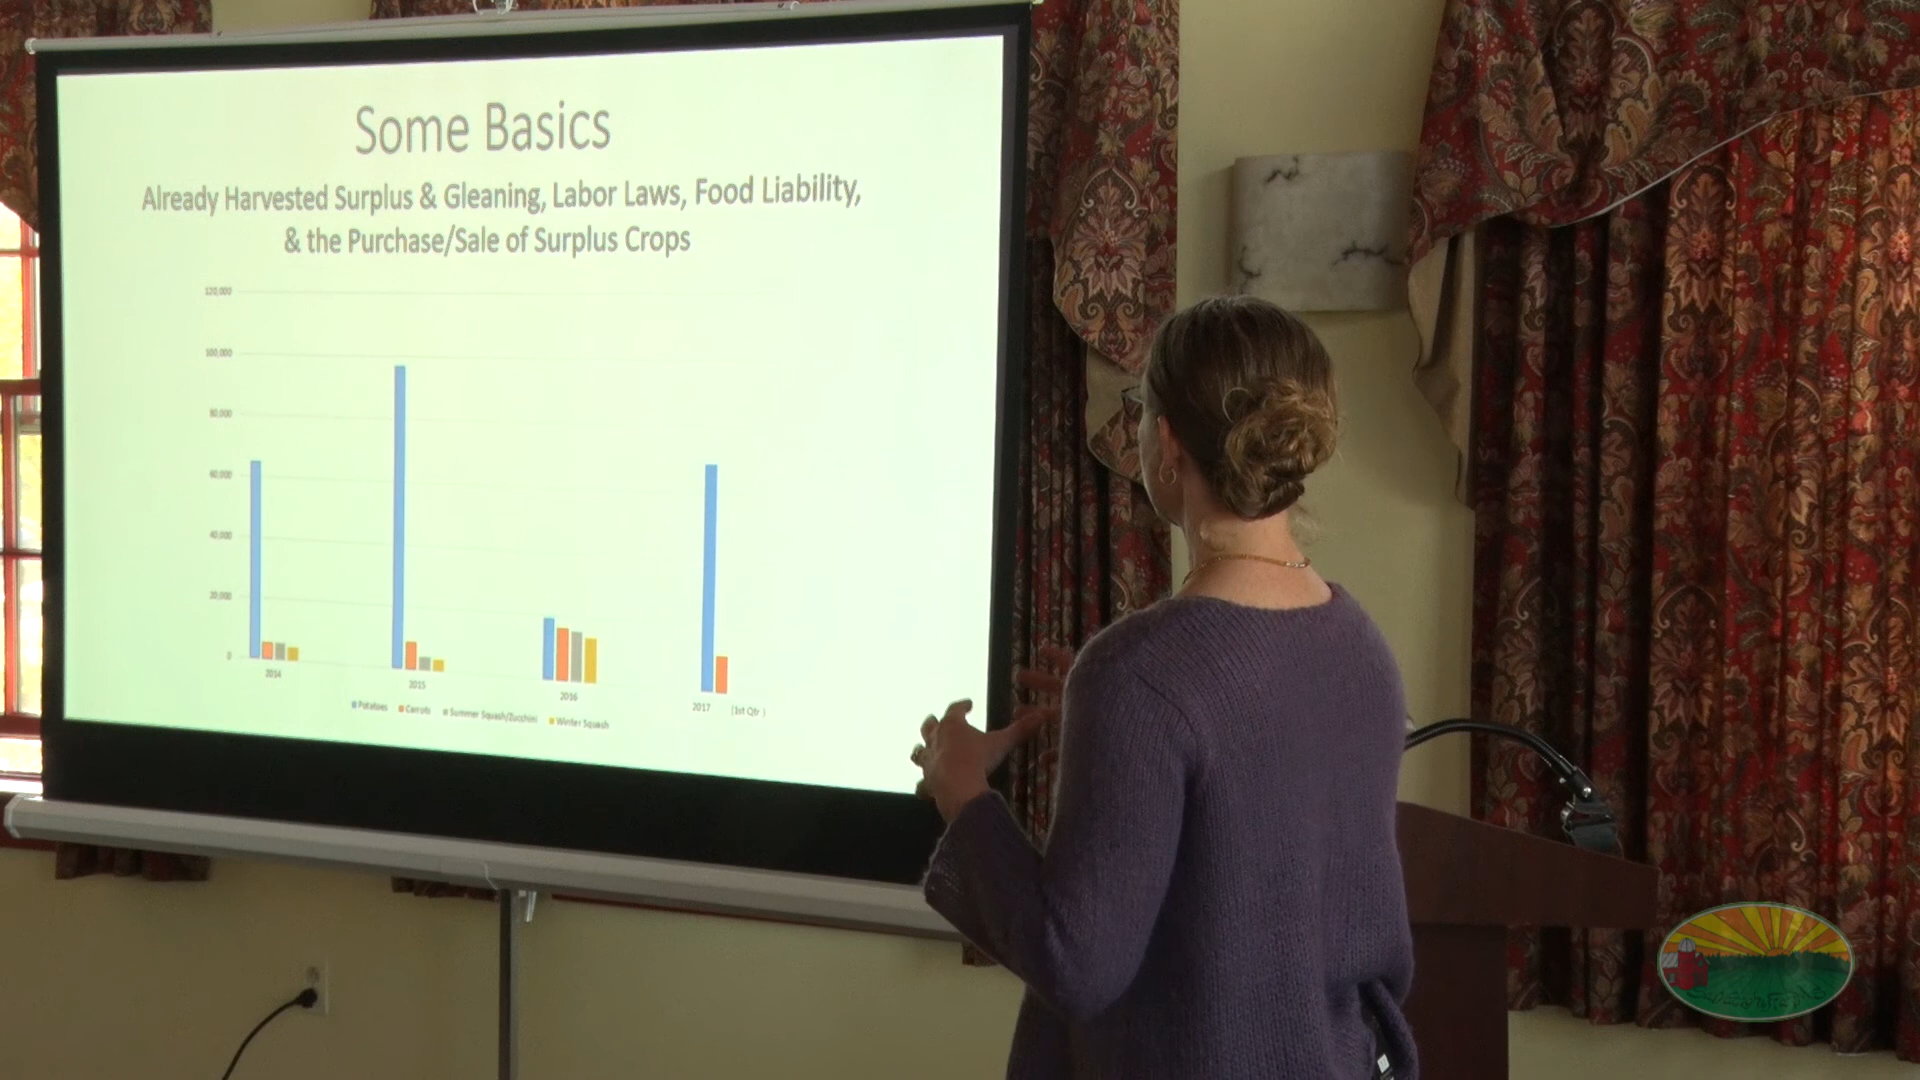 Some Basics
Already Harvested Surplus & Gleaning, Labor Laws, Food Liability,
& the Purchase/Sale of Surplus Crops
120,000
100,000
80,000
60,000
40,000
20,000
0
2014
2015
2016
2017 (1st Qtr )
Potatoes Carrots Summer Squash/Zucchini Winter Squash